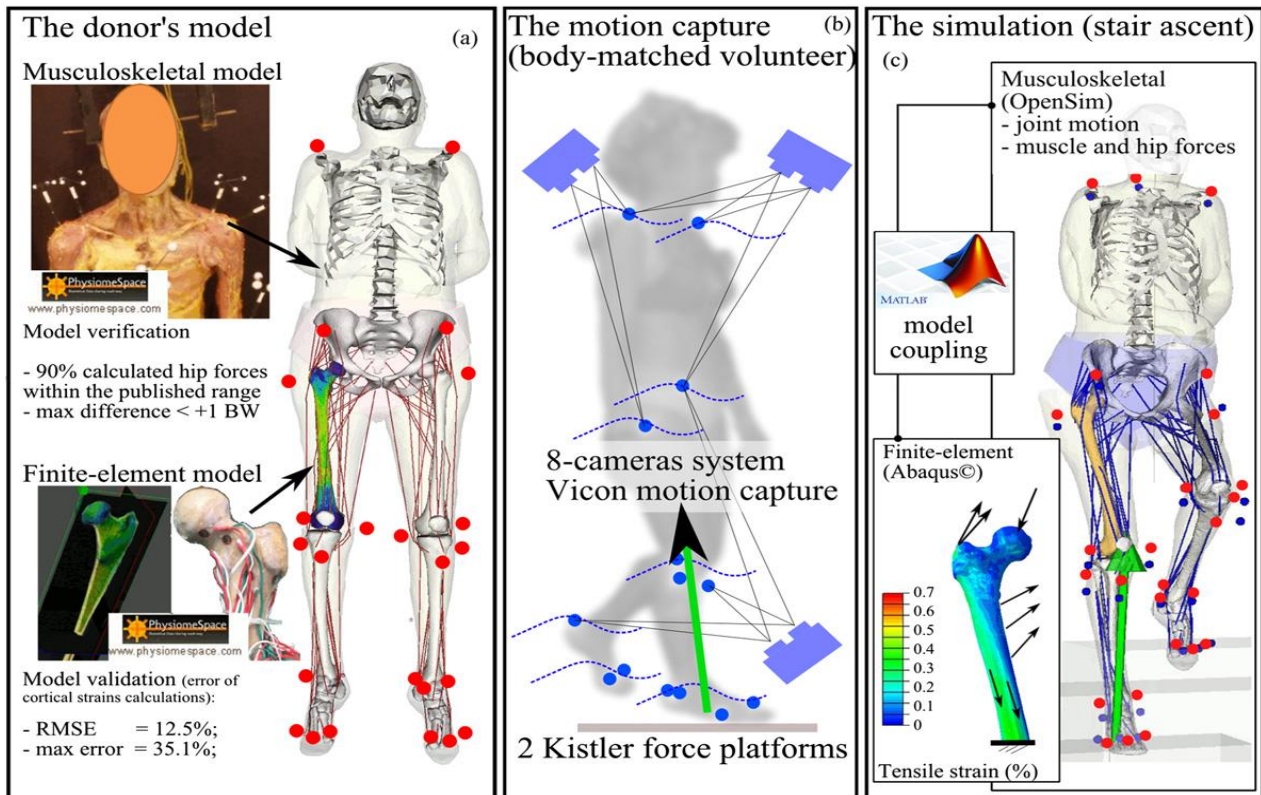 The donor's model
(a)
Musculoskeletal model
PhysiomeSpace
www.physiomespace.com
Model verification
- 90% calculated hip forces
within the published range
- max difference < +1 BW
Finite-element model
PhysiomeSpace
www.physiomespace.com
Model validation (error of
cortical strains calculations):
- RMSE = 12.5%;
- max error = 35.1%;
The motion capture
(b)
(body-matched volunteer)
8-cameras system
Vicon motion capture
2 Kistler force platforms
The simulation (stair ascent)
(c)
Musculoskeletal
(OpenSim)
- joint motion
- muscle and hip forces
MATLAB
model
coupling
Finite-element
(Abaqus©)
0.7
0.6
0.5
0.4
0.3
0.2
0.1
0
Tensile strain (%)